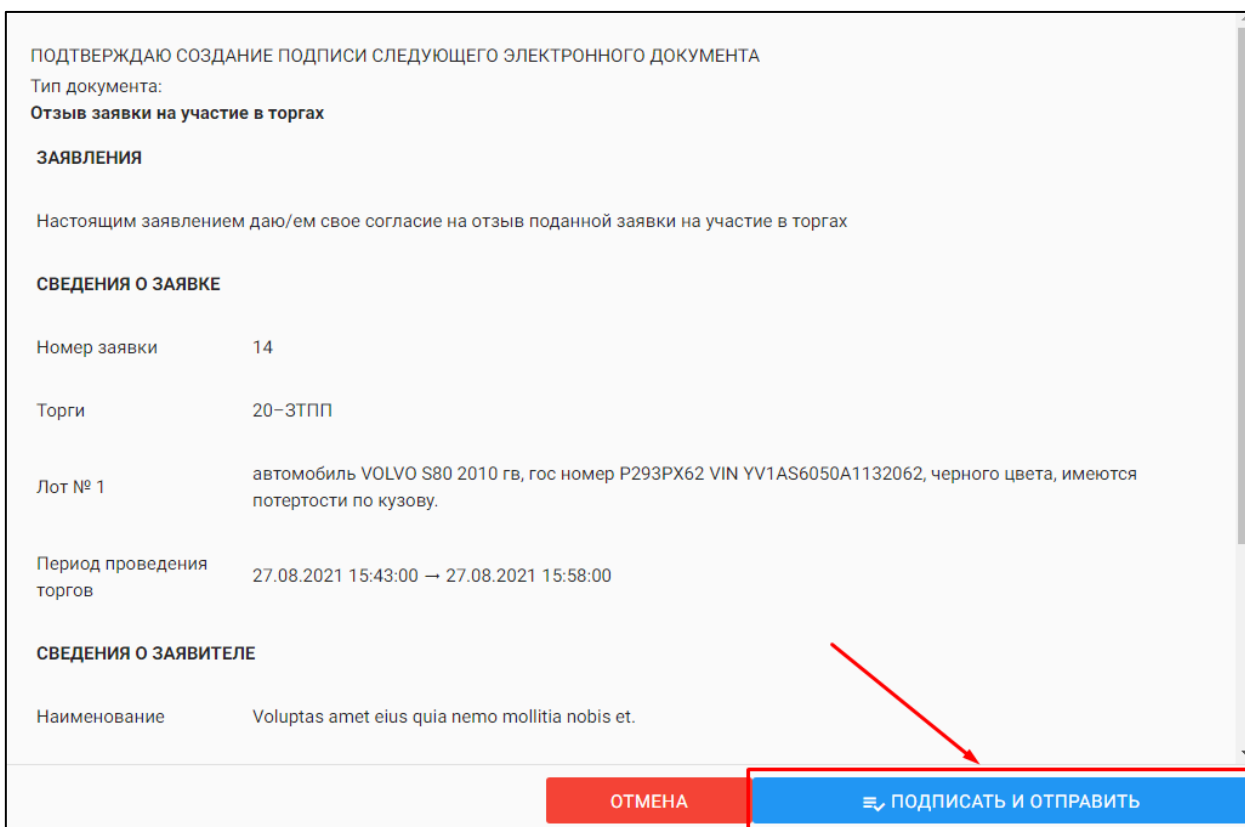 ПОДТВЕРЖДАЮ СОЗДАНИЕ ПОДПИСИ СЛЕДУЮЩЕГО ЭЛЕКТРОННОГО ДОКУМЕНТА
Тип документа:
Отзыв заявки на участие в торгах
ЗАЯВЛЕНИЯ
Настоящим заявлением даю/ем свое согласие на отзыв поданной заявки на участие в торгах
СВЕДЕНИЯ О ЗАЯВКЕ
Номер заявки 14
Торги 20–ЗТПП
Лот № 1 автомобиль VOLVO S80 2010 гв, гос номер Р293РХ62 VIN YV1AS6050A1132062, черного цвета, имеются
потертости по кузову.
Период проведения
торгов 27.08.2021 15:43:00 → 27.08.2021 15:58:00
СВЕДЕНИЯ О ЗАЯВИТЕЛЕ
Наименование Voluptas amet eius quia nemo mollitia nobis et.
ОТМЕНА ПОДПИСАТЬ И ОТПРАВИТЬ